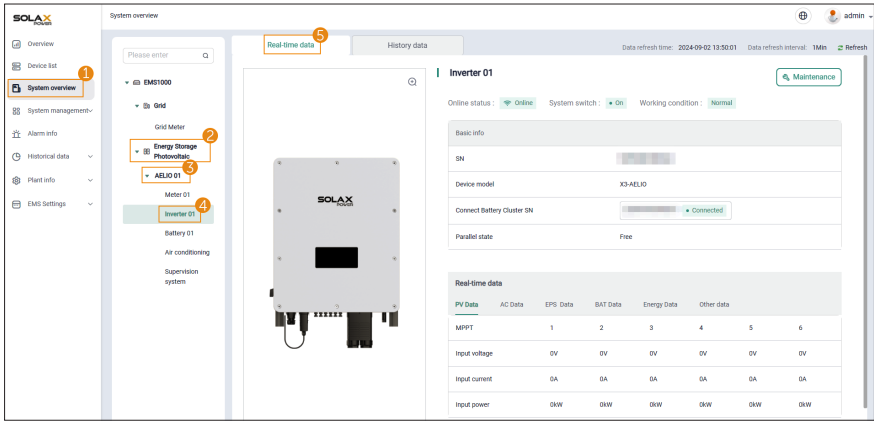 SOLAX
POWER
System overview
admin
Overview
Device list
1
System overview
System management
Alarm info
Historical data
Plant info
EMS Settings
Please enter
EMS1000
Grid
Grid Meter
2
Energy Storage
Photovoltaic
3
AELIO 01
Meter 01
4
Inverter 01
Battery 01
Air conditioning
Supervision
system
5
Real-time data
History data
Data refresh time: 2024-09-02 13:50:01 Data refresh interval: 1Min Refresh
SOLAX
POWER
Inverter 01
Maintenance
Online status : Online System switch : On Working condition : Normal
Basic info
SN
Device model X3-AELIO
Connect Battery Cluster SN Connected
Parallel state Free
Real-time data
PV Data AC Data EPS Data BAT Data Energy Data Other data
MPPT 1 2 3 4 5 6
Input voltage 0V 0V 0V 0V 0V 0V
Input current 0A 0A 0A 0A 0A 0A
Input power 0kW 0kW 0kW 0kW 0kW 0kW